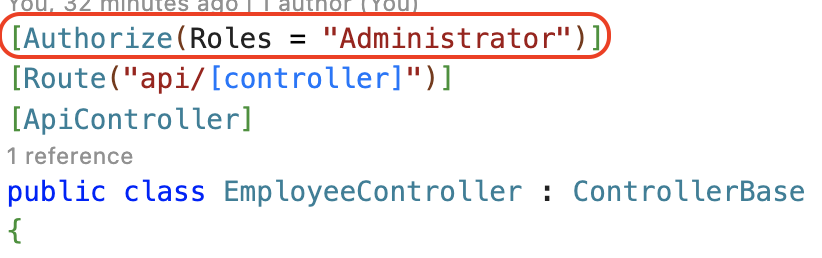 You, 32 minutes ago | 1 author (You)
[Authorize(Roles = "Administrator")]
[Route("api/[controller]")]
[ApiController]
1 reference
public class EmployeeController : ControllerBase
{